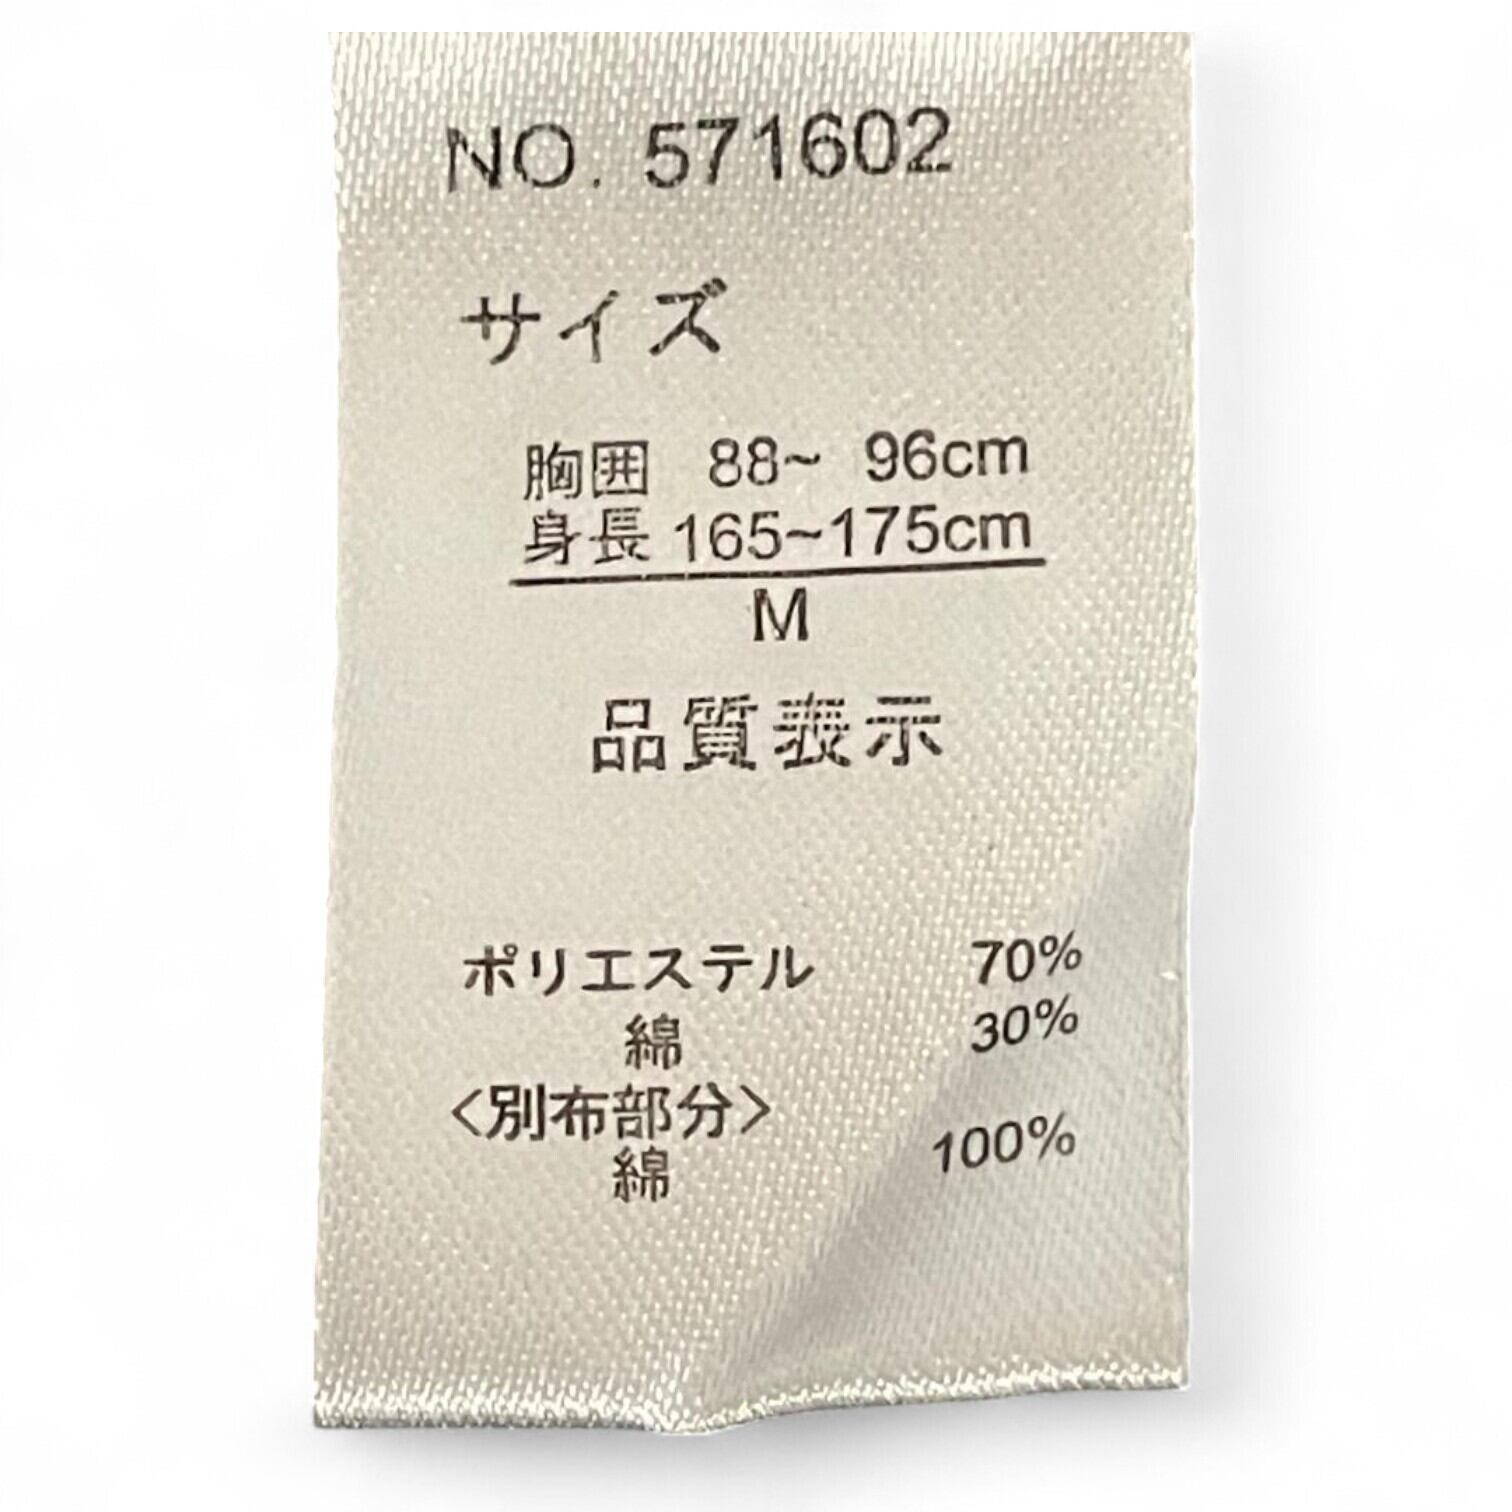 NO. 571602
サイズ
胸囲 88~ 96cm
身長 165~175cm
M
品質表示
ポリエステル 70%
綿 30%
<別布部分>
綿 100%